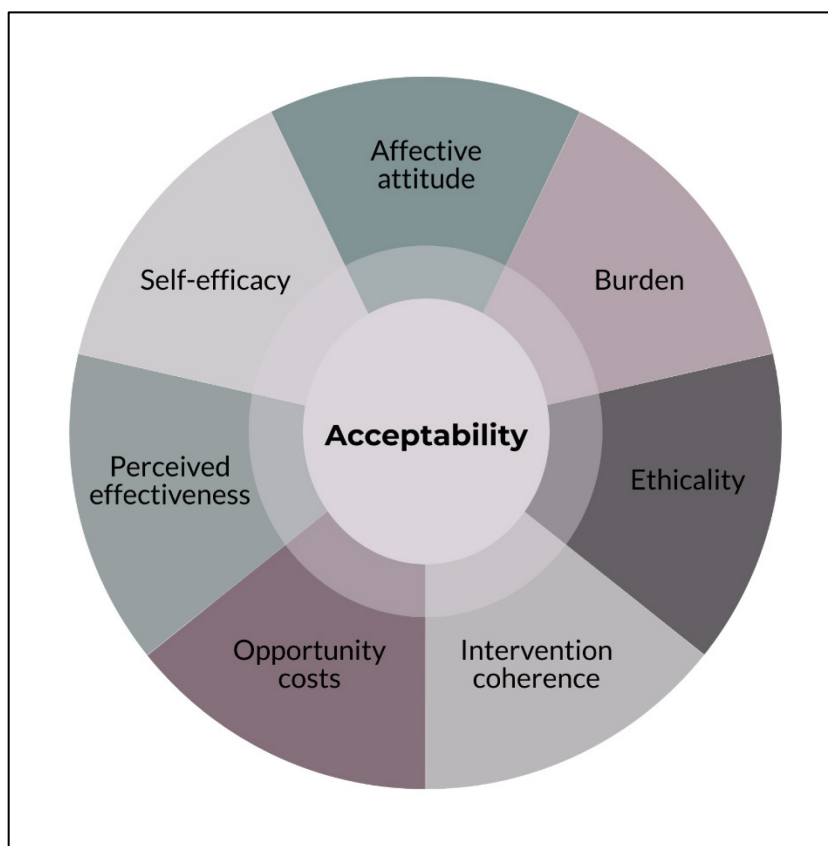 Affective
attitude
Burden
Ethicality
Intervention
coherence
Opportunity
costs
Perceived
effectiveness
Self-efficacy
Acceptability